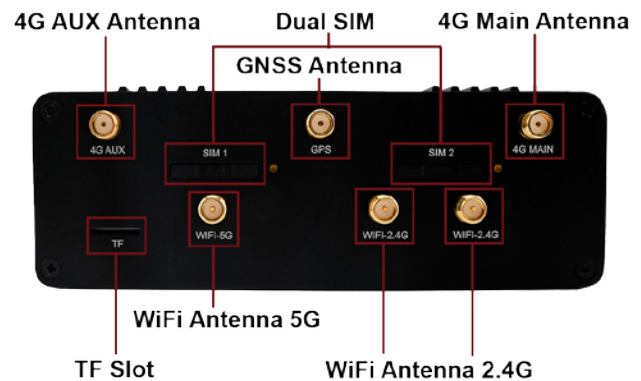 4G AUX Antenna
Dual SIM
4G Main Antenna
GNSS Antenna
4G AUX
SIM 1
GPS
SIM 2
4G MAIN
TF
WIFI-5G
WIFI-2.4G
WIFI-2.4G
WiFi Antenna 5G
TF Slot
WiFi Antenna 2.4G